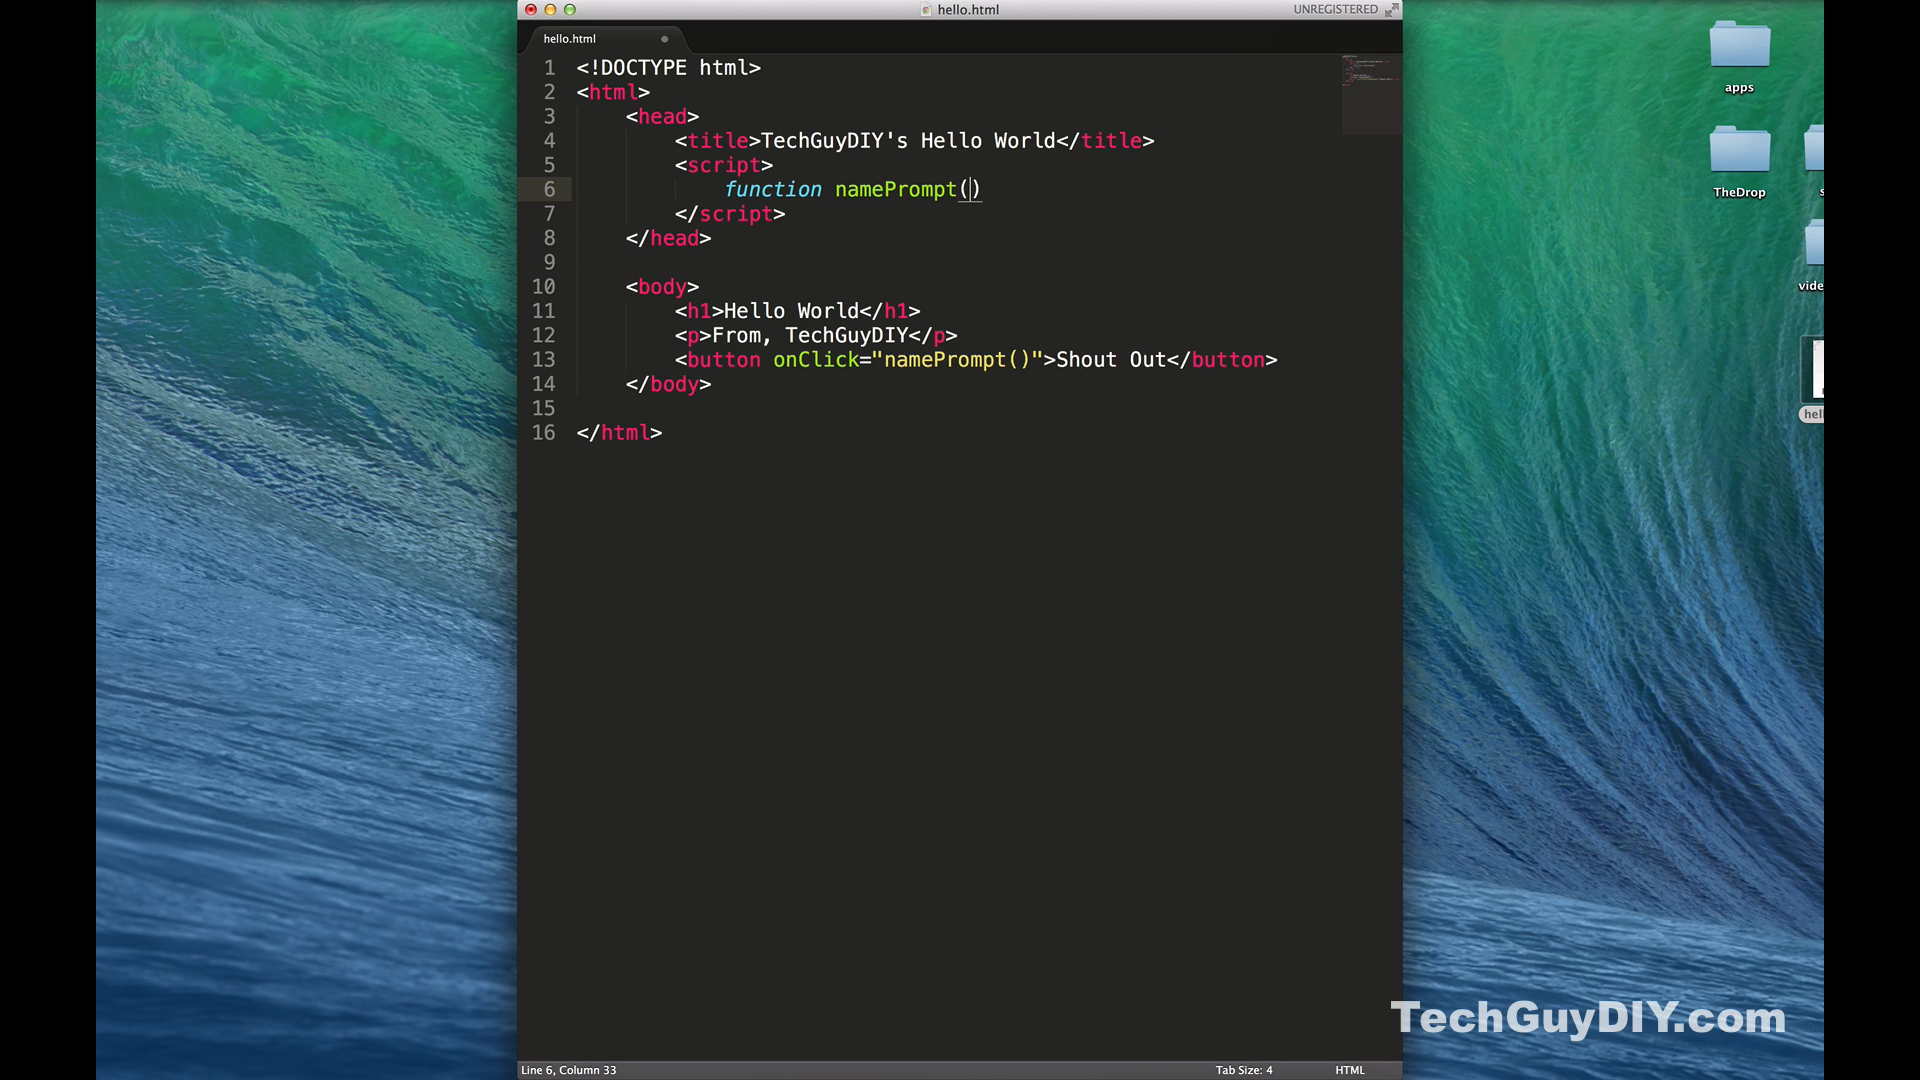 hello.html
UNREGISTERED
hello.html
1 <!DOCTYPE html>
2 <html>
3 <head>
4 <title>TechGuyDIY's Hello World</title>
5 <script>
6 function namePrompt()
7 </script>
8 </head>
9
10 <body>
11 <h1>Hello World</h1>
12 <p>From, TechGuyDIY</p>
13 <button onClick="namePrompt()">Shout Out</button>
14 </body>
15
16 </html>
apps
TheDrop
s
vide
hell
TechGuyDIY.com
Line 6, Column 33
Tab Size: 4
HTML